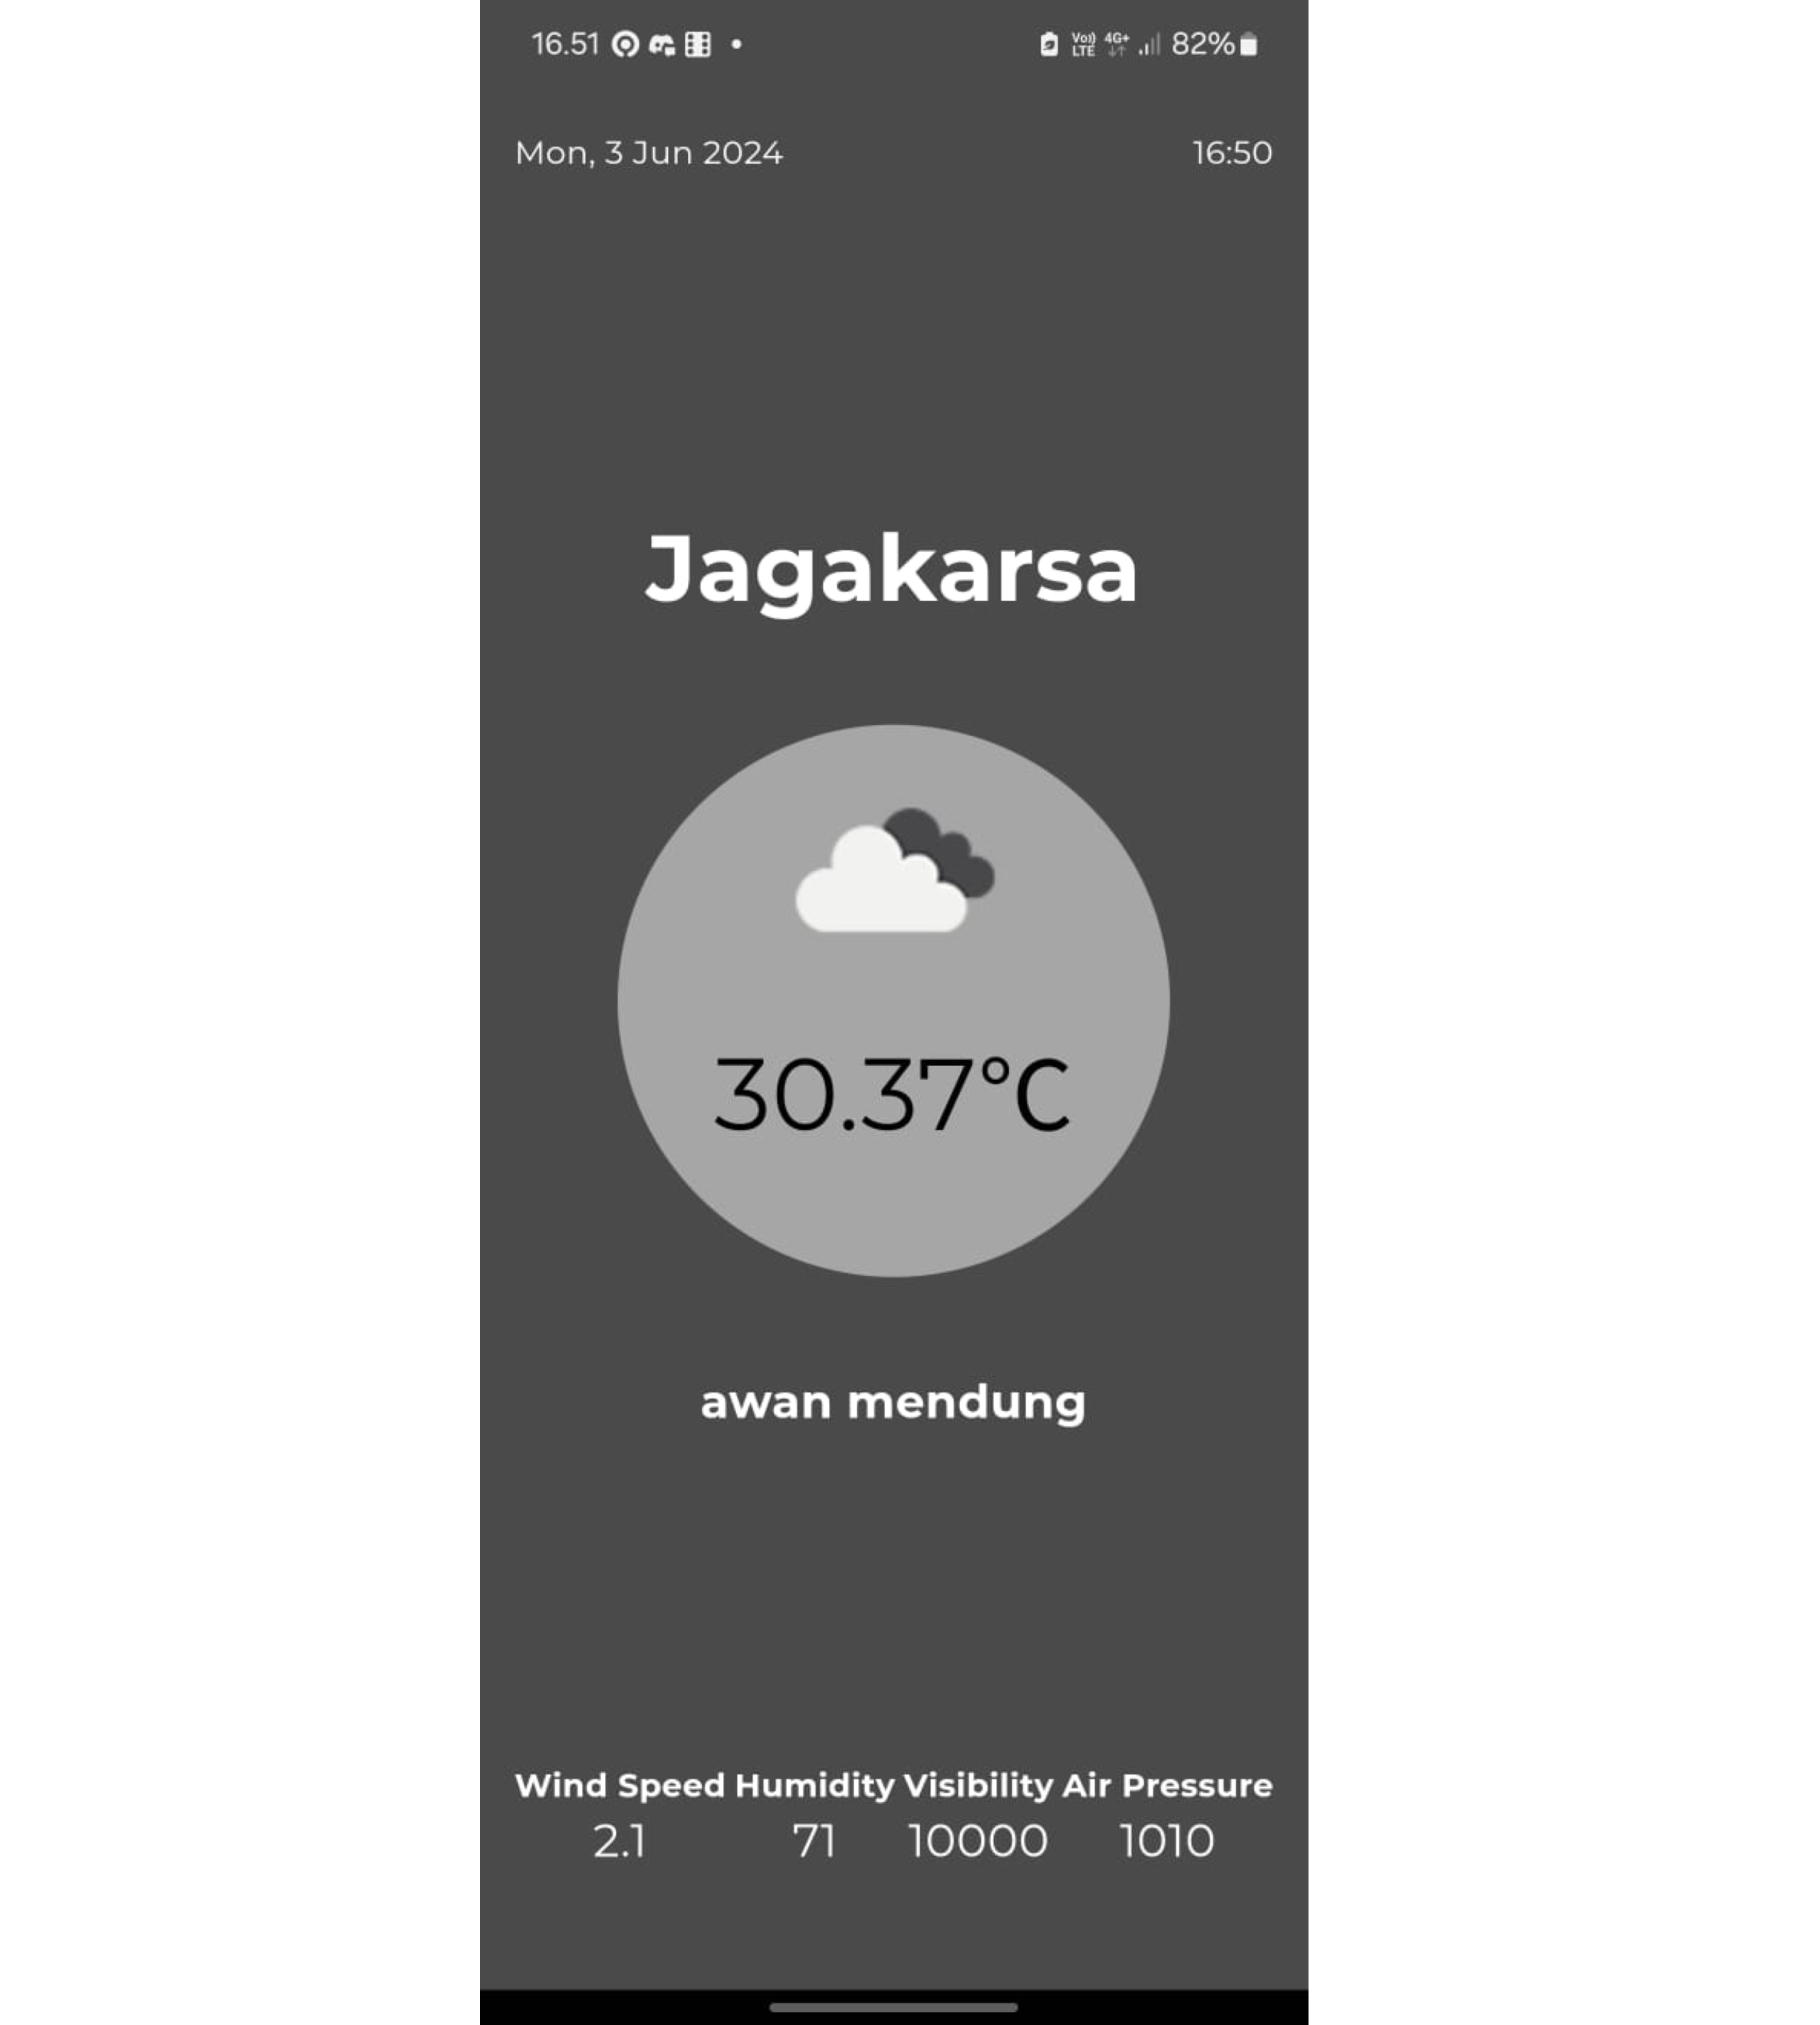 16.51 Vo)) LTE 4G+ 82%
Mon, 3 Jun 2024 16:50
Jagakarsa
30.37°C
awan mendung
Wind Speed Humidity Visibility Air Pressure
2.1 71 10000 1010